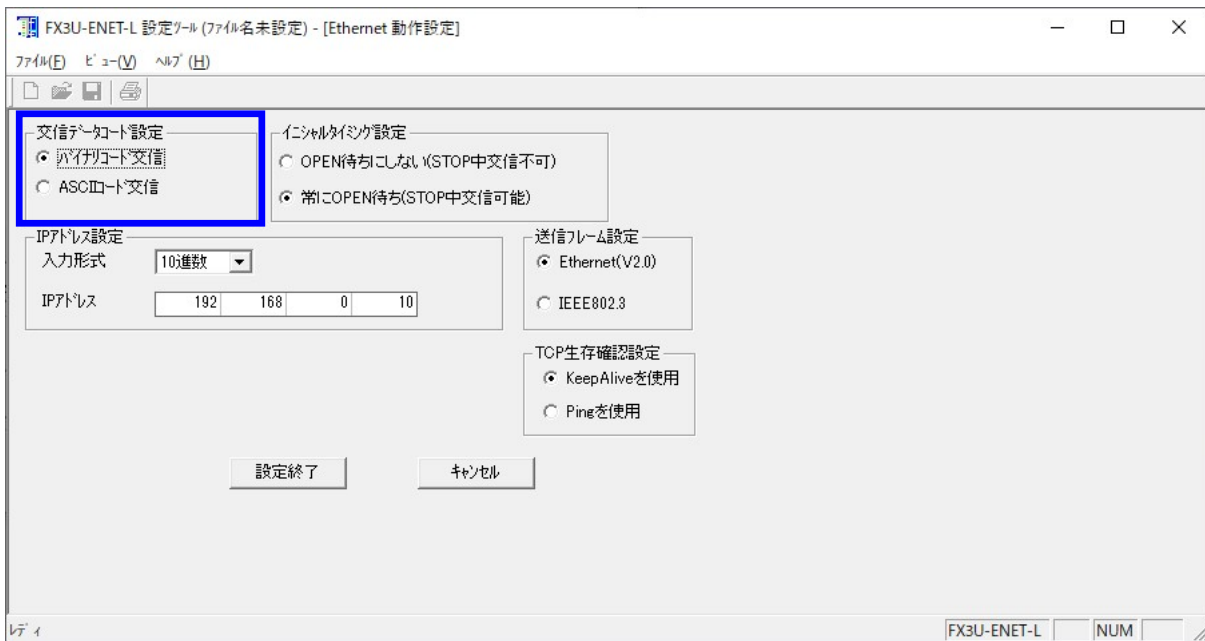 FX3U-ENET-L 設定ﾂｰﾙ (ﾌｧｲﾙ名未設定) - [Ethernet 動作設定]
ﾌｧｲﾙ(F) ﾋﾞｭｰ(V) ﾍﾙﾌﾟ(H)
交信ﾃﾞｰﾀｺｰﾄﾞ設定
ﾊﾞｲﾅﾘｺｰﾄﾞ交信
ASCIIｺｰﾄﾞ交信
ｲﾆｼｬﾙﾀｲﾐﾝｸﾞ設定
OPEN待ちにしない(STOP中交信不可)
常にOPEN待ち(STOP中交信可能)
IPｱﾄﾞﾚｽ設定
入力形式 10進数
IPｱﾄﾞﾚｽ 192 168 0 10
送信ﾌﾚｰﾑ設定
Ethernet(V2.0)
IEEE802.3
TCP生存確認設定
KeepAliveを使用
Pingを使用
設定終了 ｷｬﾝｾﾙ
ﾚﾃﾞｨ FX3U-ENET-L NUM